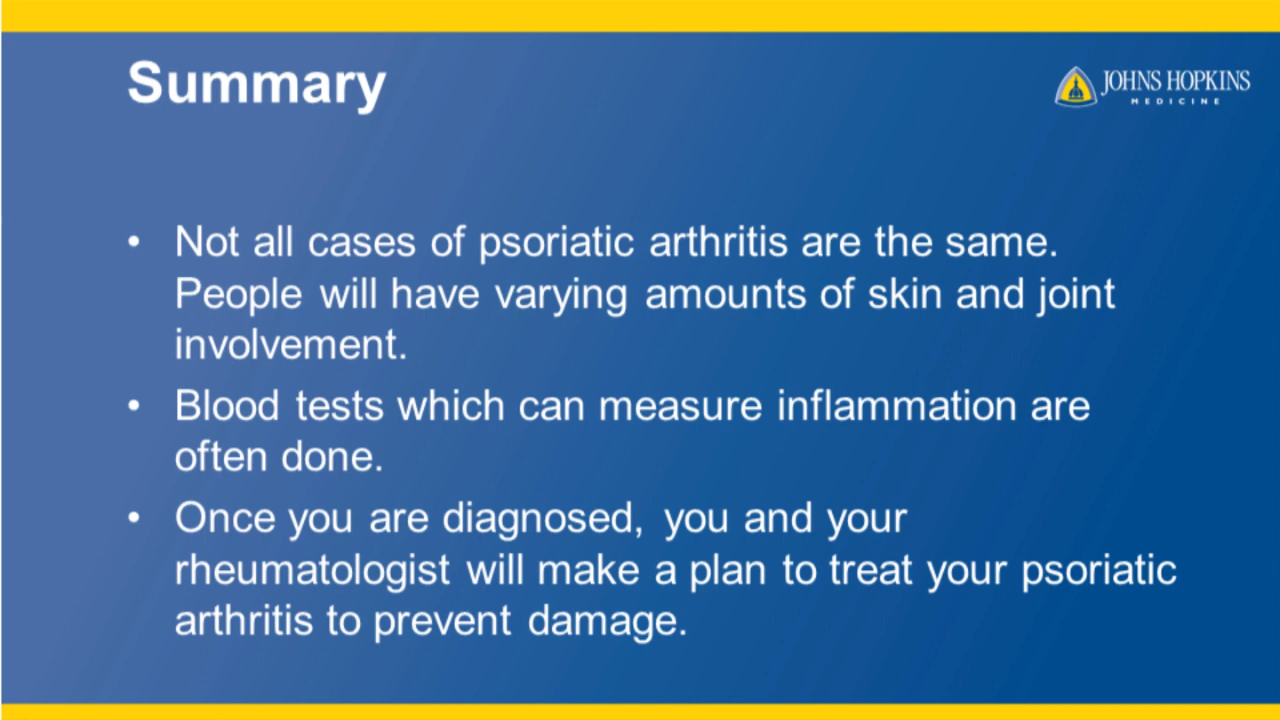 Summary
JOHNS HOPKINS
MEDICINE
• Not all cases of psoriatic arthritis are the same.
People will have varying amounts of skin and joint
involvement.
• Blood tests which can measure inflammation are
often done.
• Once you are diagnosed, you and your
rheumatologist will make a plan to treat your psoriatic
arthritis to prevent damage.